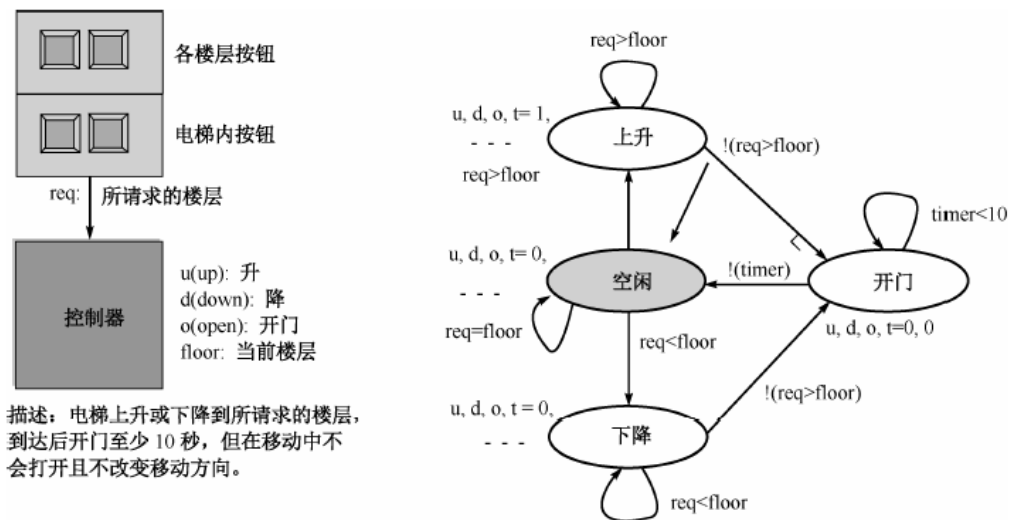 各楼层按钮
电梯内按钮
req:
所请求的楼层
控制器
u(up): 升
d(down): 降
o(open): 开门
floor: 当前楼层
描述：电梯上升或下降到所请求的楼层，
到达后开门至少 10 秒，但在移动中不
会打开且不改变移动方向。
req>floor
u, d, o, t= 1,
- - -
上升
!(req>floor)
req>floor
timer<10
u, d, o, t= 0,
- - -
空闲
!(timer)
开门
req=floor
req<floor
u, d, o, t=0, 0
!(req>floor)
u, d, o, t = 0,
- - -
下降
req<floor